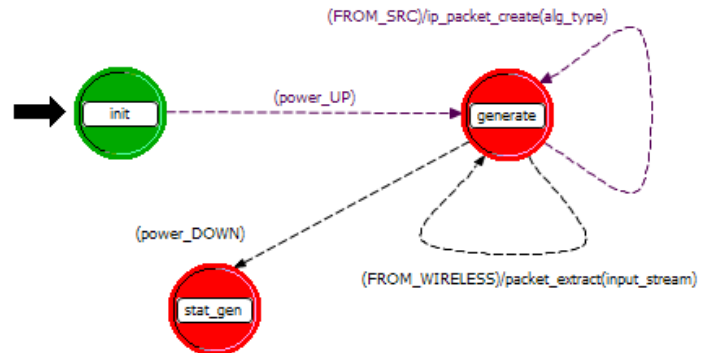 (FROM_SRC)/ip_packet_create(alg_type)
(power_UP)
init
generate
(power_DOWN)
(FROM_WIRELESS)/packet_extract(input_stream)
stat_gen